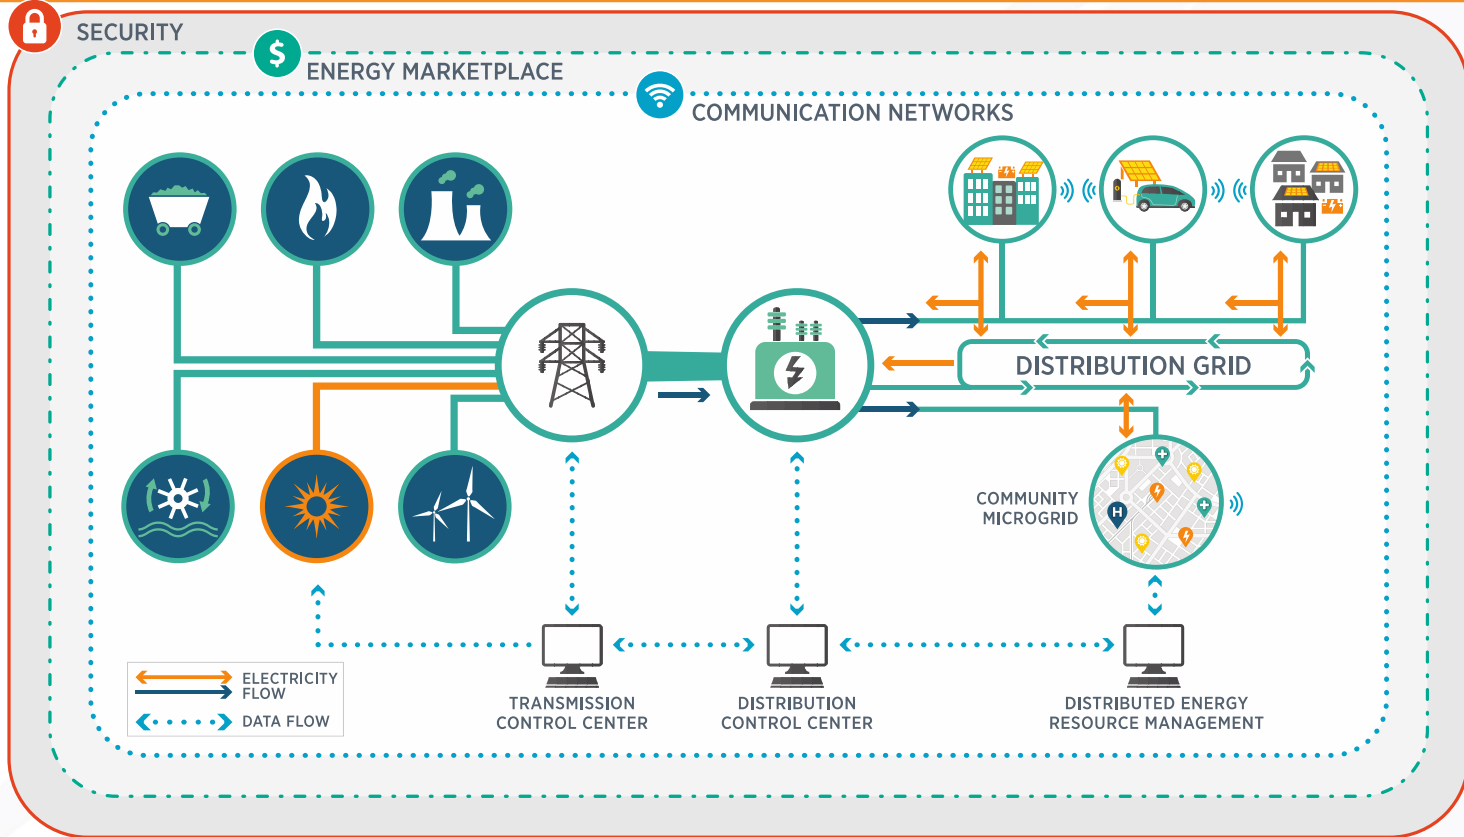 SECURITY
$
ENERGY MARKETPLACE
COMMUNICATION NETWORKS
DISTRIBUTION GRID
COMMUNITY
MICROGRID
H
ELECTRICITY
FLOW
DATA FLOW
TRANSMISSION
CONTROL CENTER
DISTRIBUTION
CONTROL CENTER
DISTRIBUTED ENERGY
RESOURCE MANAGEMENT